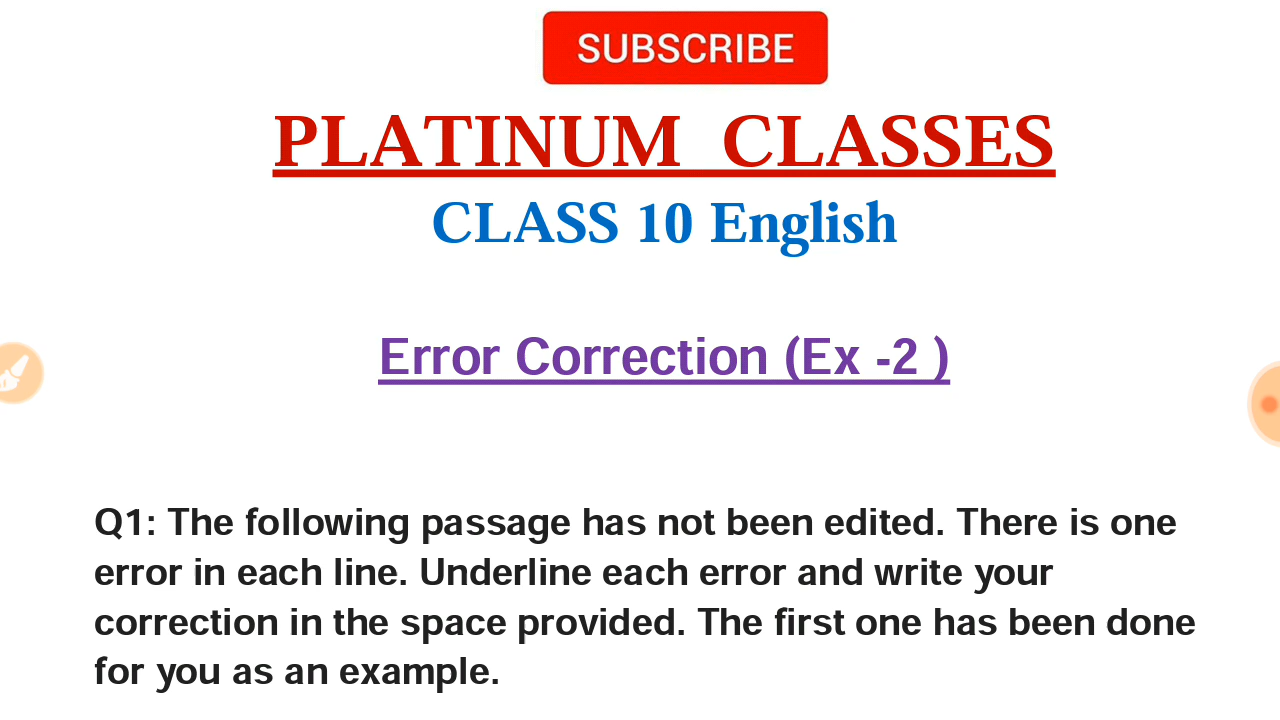 SUBSCRIBE
PLATINUM CLASSES
CLASS 10 English
Error Correction (Ex -2 )
Q1: The following passage has not been edited. There is one
error in each line. Underline each error and write your
correction in the space provided. The first one has been done
for you as an example.